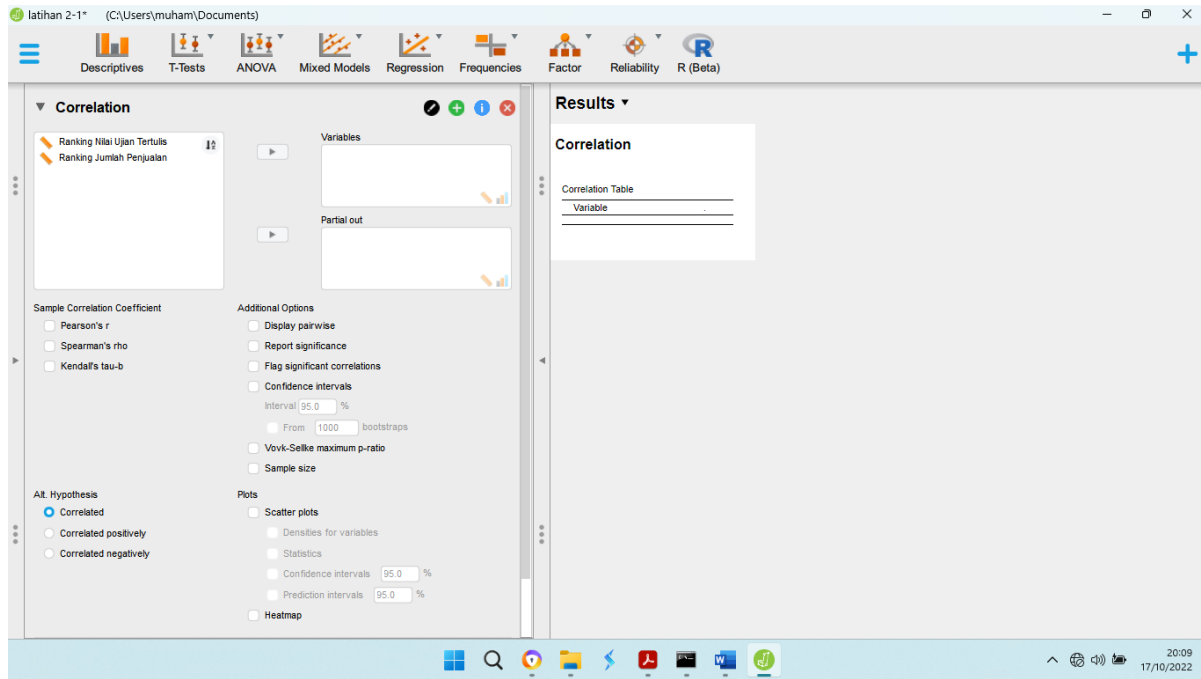 latihan 2-1* (C:\Users\muham\Documents)
Descriptives T-Tests ANOVA Mixed Models Regression Frequencies Factor Reliability R (Beta)
Correlation
Ranking Nilai Ujian Tertulis
Ranking Jumlah Penjualan
Variables
Partial out
Sample Correlation Coefficient
Pearson's r
Spearman's rho
Kendall's tau-b
Additional Options
Display pairwise
Report significance
Flag significant correlations
Confidence intervals
Interval 95.0 %
From 1000 bootstraps
Vovk-Sellke maximum p-ratio
Sample size
Alt. Hypothesis
Correlated
Correlated positively
Correlated negatively
Plots
Scatter plots
Densities for variables
Statistics
Confidence intervals 95.0 %
Prediction intervals 95.0 %
Heatmap
Results
Correlation
Correlation Table
Variable .
20:09
17/10/2022